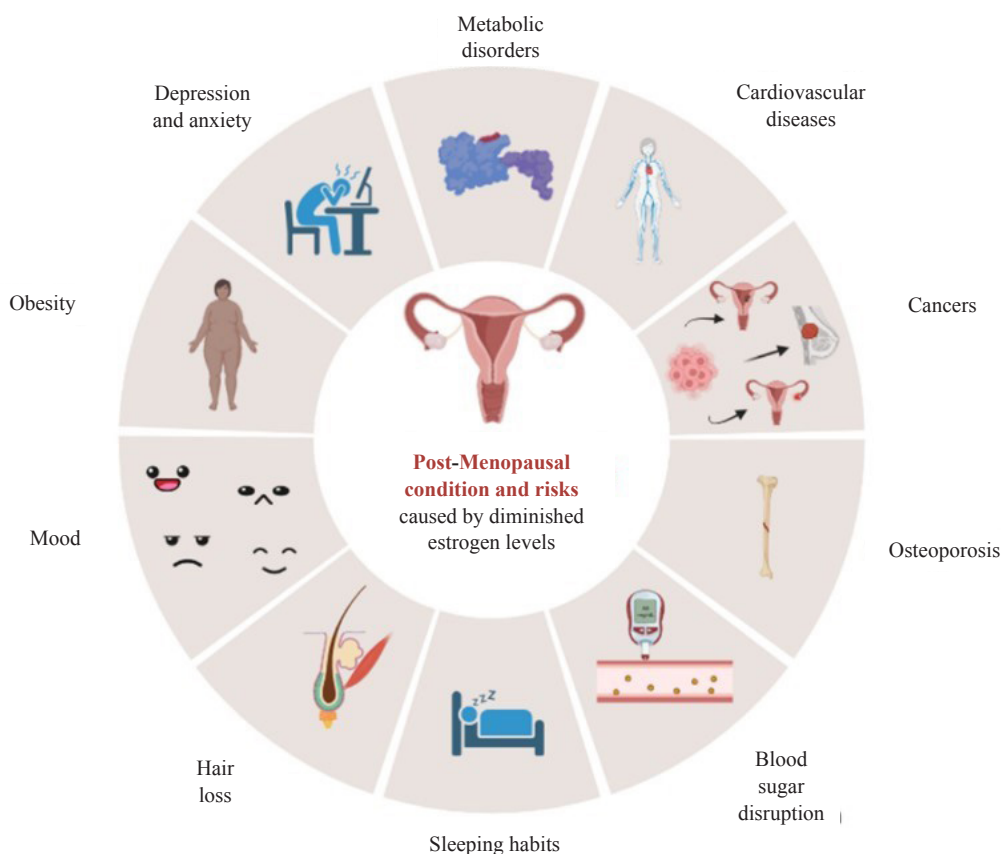 Metabolic
disorders
Depression
and anxiety
Cardiovascular
diseases
Obesity
Cancers
Post-Menopausal
condition and risks
caused by diminished
estrogen levels
Mood
Osteoporosis
zzz
Hair
loss
Blood
sugar
disruption
Sleeping habits